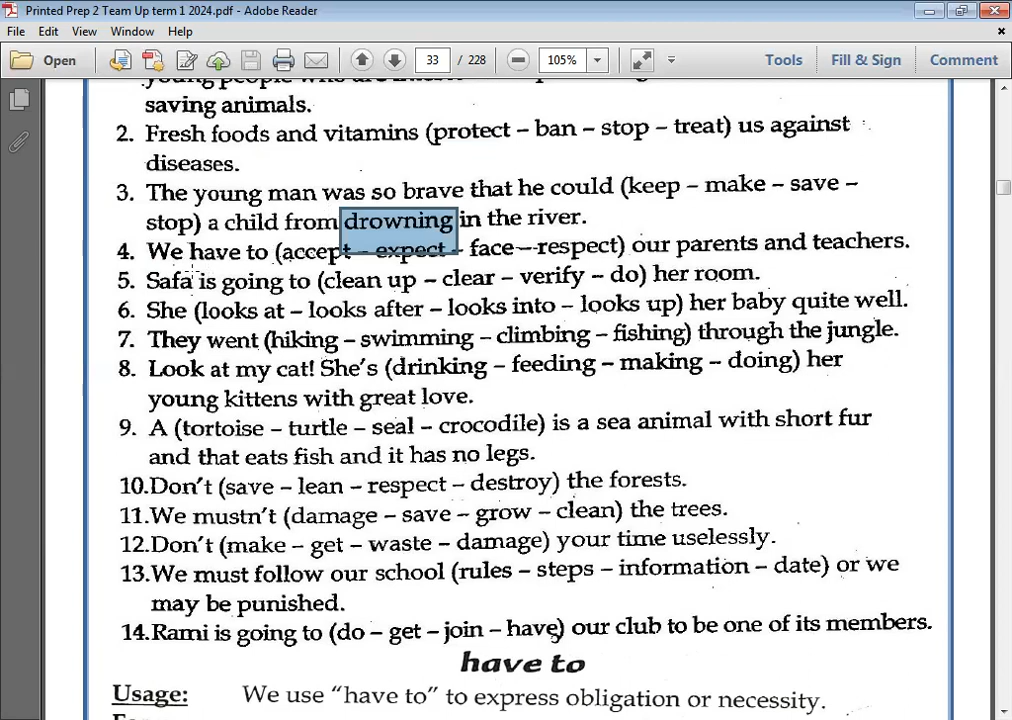 Printed Prep 2 Team Up term 1 2024.pdf - Adobe Reader
File Edit View Window Help
Open 33 / 228 105% Tools Fill & Sign Comment
young people who are
saving animals.
2. Fresh foods and vitamins (protect – ban – stop – treat) us against
diseases.
3. The young man was so brave that he could (keep – make – save –
stop) a child from drowning in the river.
4. We have to (accept – expect – face – respect) our parents and teachers.
5. Safa is going to (clean up – clear – verify – do) her room.
6. She (looks at – looks after – looks into – looks up) her baby quite well.
7. They went (hiking – swimming – climbing – fishing) through the jungle.
8. Look at my cat! She's (drinking – feeding – making – doing) her
young kittens with great love.
9. A (tortoise – turtle – seal – crocodile) is a sea animal with short fur
and that eats fish and it has no legs.
10.Don't (save – lean – respect – destroy) the forests.
11.We mustn't (damage – save – grow – clean) the trees.
12.Don't (make – get – waste – damage) your time uselessly.
13.We must follow our school (rules – steps – information – date) or we
may be punished.
14.Rami is going to (do – get – join – have) our club to be one of its members.
have to
Usage: We use "have to" to express obligation or necessity.